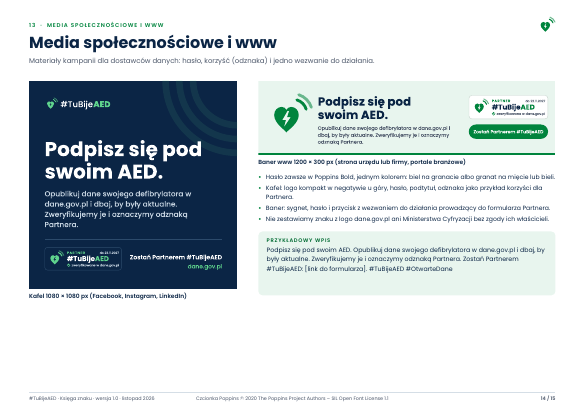 13 · MEDIA SPOŁECZNOŚCIOWE I WWW
Media społecznościowe i www
Materiały kampanii dla dostawców danych: hasło, korzyść (odznaka) i jedno wezwanie do działania.
#TuBijeAED
Podpisz się pod
swoim AED.
Opublikuj dane swojego defibrylatora w
dane.gov.pl i dbaj, by były aktualne.
Zweryfikujemy je i oznaczymy odznaką
Partnera.
PARTNER
#TuBijeAED
zweryfikowane w dane.gov.pl
Zostań Partnerem #TuBijeAED
dane.gov.pl
Kafel 1080 × 1080 px (Facebook, Instagram, LinkedIn)
Podpisz się pod
swoim AED.
Opublikuj dane swojego defibrylatora w dane.gov.pl i
dbaj, by były aktualne. Zweryfikujemy je i oznaczymy odznaką
Partnera.
PARTNER
#TuBijeAED
zweryfikowane w dane.gov.pl
Zostań Partnerem #TuBijeAED
Baner www 1200 × 300 px (strona urzędu lub firmy, portale branżowe)
• Hasło zawsze w Poppins Bold, jednym kolorem: biel na granacie albo granat na mięcie lub bieli.
• Kafel: logo kompakt w negatywie u góry, hasło, podtytuł, odznaka jako przykład korzyści dla
Partnera.
• Baner: sygnet, hasło i przycisk z wezwaniem do działania prowadzący do formularza Partnera.
• Nie zestawiamy znaku z logo dane.gov.pl ani Ministerstwa Cyfryzacji bez zgody ich właścicieli.
PRZYKŁADOWY WPIS
Podpisz się pod swoim AED. Opublikuj dane swojego defibrylatora w dane.gov.pl i dbaj, by
były aktualne. Zweryfikujemy je i oznaczymy odznaką Partnera. Zostań Partnerem
#TuBijeAED: [link do formularza]. #TuBijeAED #OtwarteDane
#TuBijeAED · Księga znaku · wersja 1.0 · listopad 2026
Czcionka Poppins © 2020 The Poppins Project Authors — SIL Open Font License 1.1
14 / 15